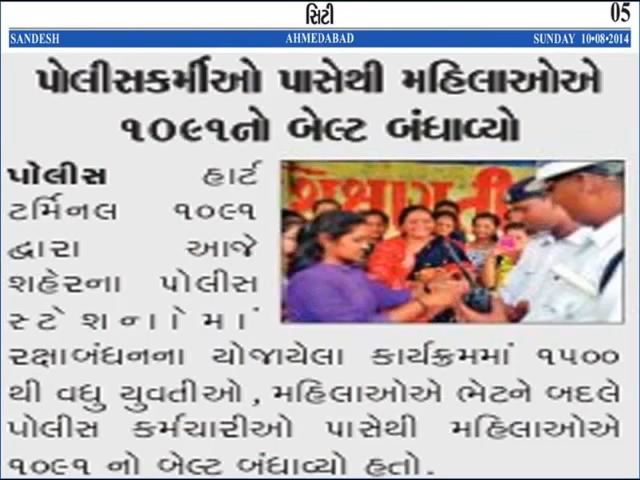 સિટી
05
SANDESH AHMEDABAD SUNDAY 10•08•2014
પોલીસકર્મીઓ પાસેથી મહિલાઓએ
૧૦૯૧નો બેલ્ટ બંધાવ્યો
પોલીસ હાર્ટ
ટર્મિનલ ૧૦૯૧
દ્વારા આજે
શહેરના પોલીસ
સ્ટેશનોમાં
રક્ષાબંધનના યોજાયેલા કાર્યક્રમમાં ૧૫૦૦
થી વધુ યુવતીઓ , મહિલાઓએ ભેટને બદલે
પોલીસ કર્મચારીઓ પાસેથી મહિલાઓએ
૧૦૯૧ નો બેલ્ટ બંધાવ્યો હતો.